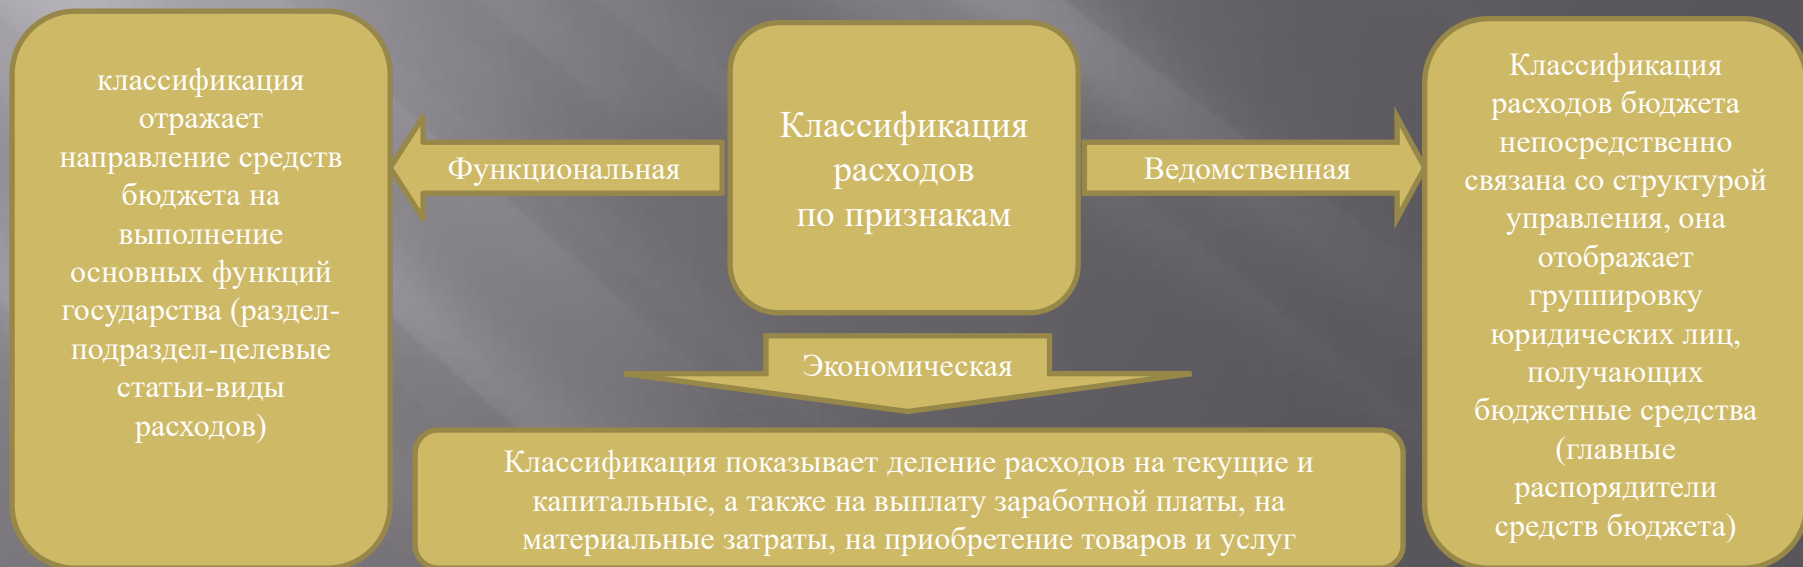 классификация
отражает
направление средств
бюджета на
выполнение
основных функций
государства (раздел-
подраздел-целевые
статьи-виды
расходов)
Функциональная
Классификация
расходов
по признакам
Ведомственная
Классификация
расходов бюджета
непосредственно
связана со структурой
управления, она
отображает
группировку
юридических лиц,
получающих
бюджетные средства
(главные
распорядители
средств бюджета)
Экономическая
Классификация показывает деление расходов на текущие и
капитальные, а также на выплату заработной платы, на
материальные затраты, на приобретение товаров и услуг